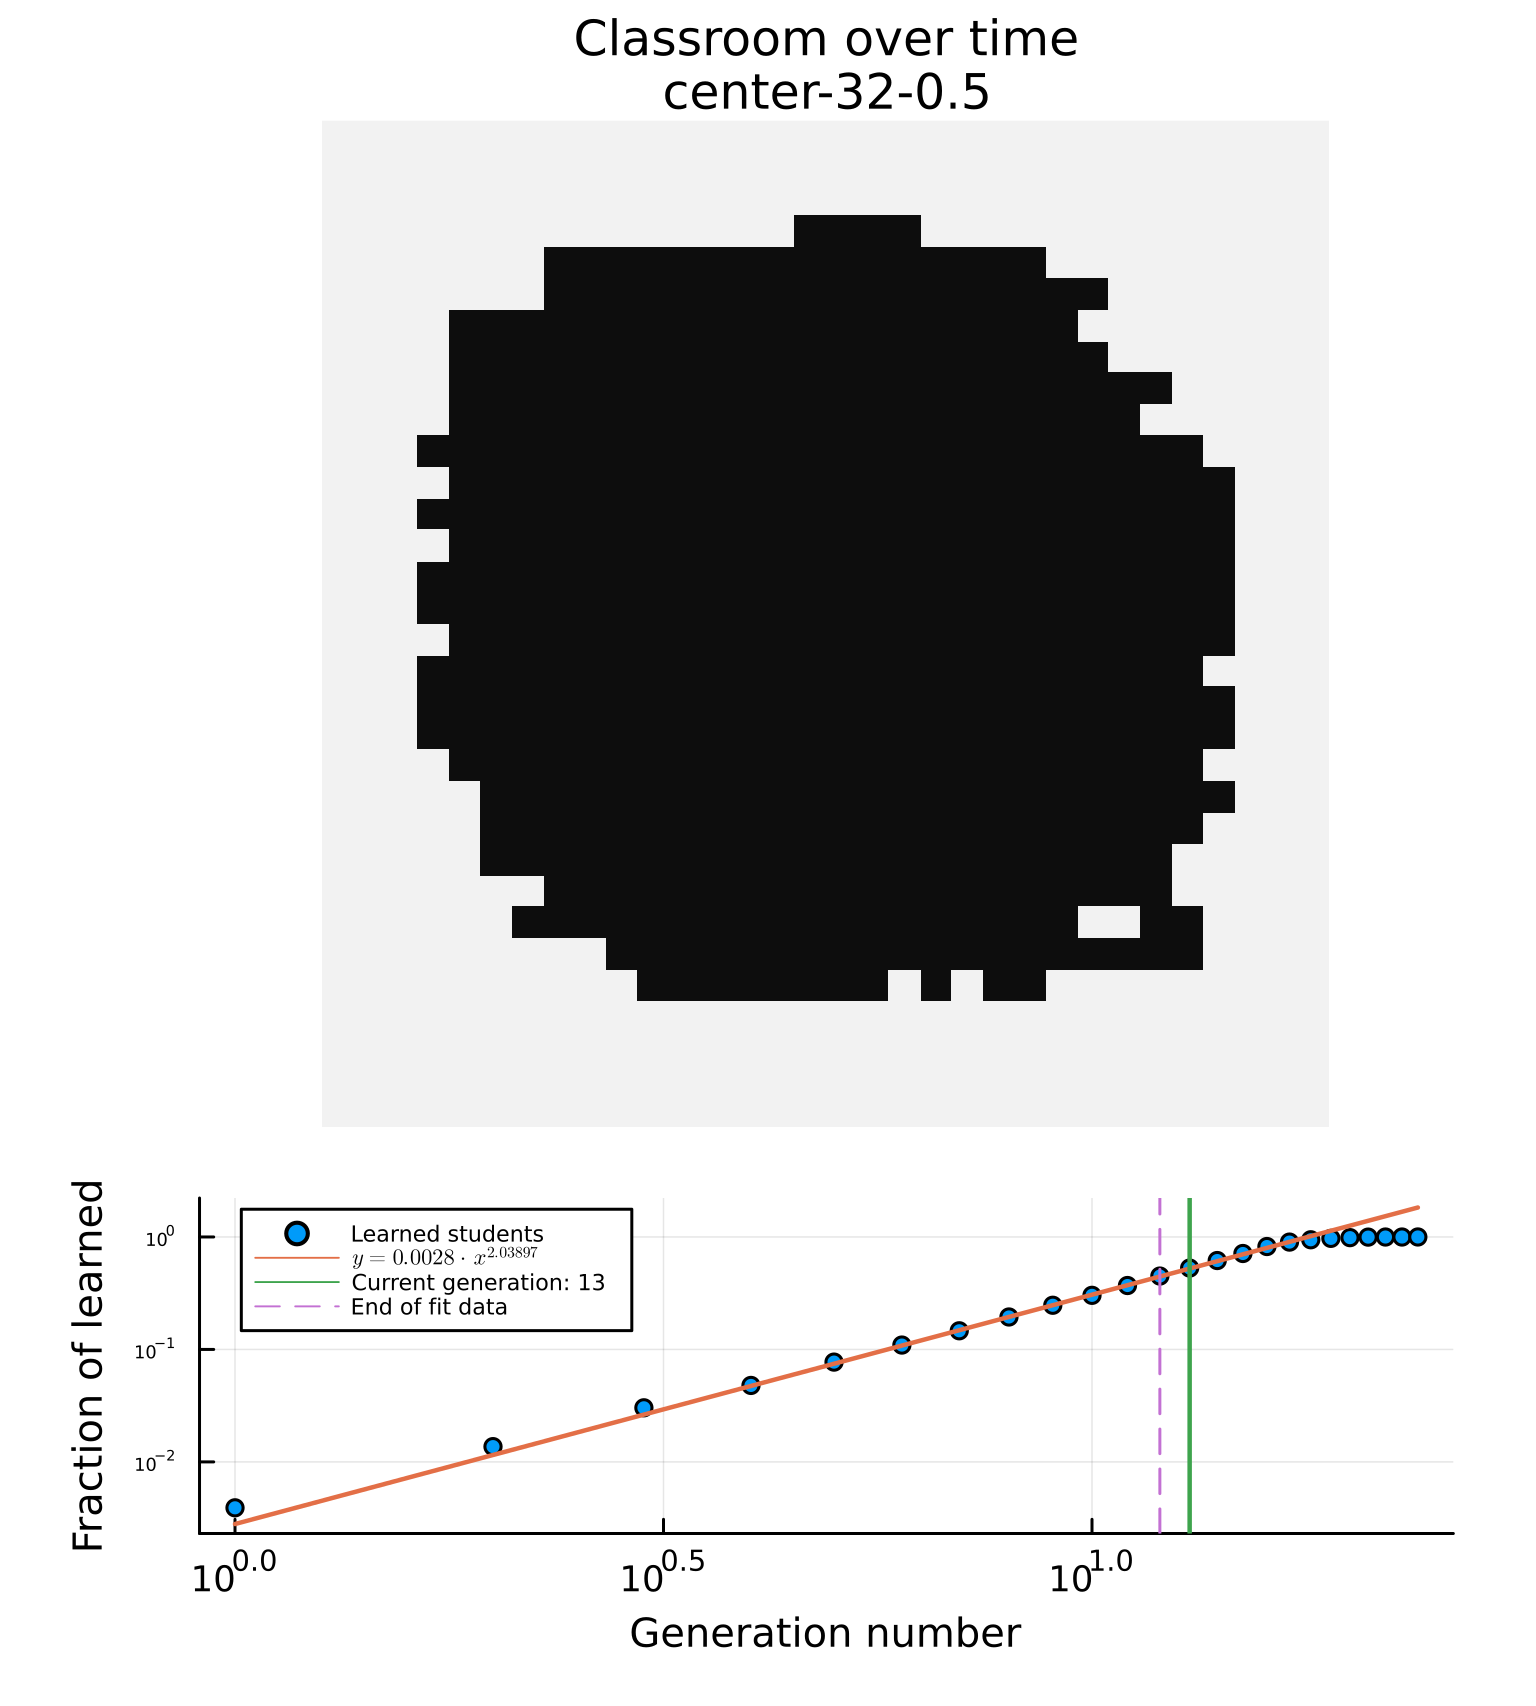 Classroom over time
center-32-0.5
Fraction of learned
10⁰
10⁻¹
10⁻²
Learned students
y = 0.0028 · x^{2.03897}
Current generation: 13
End of fit data
10^{0.0} 10^{0.5} 10^{1.0}
Generation number